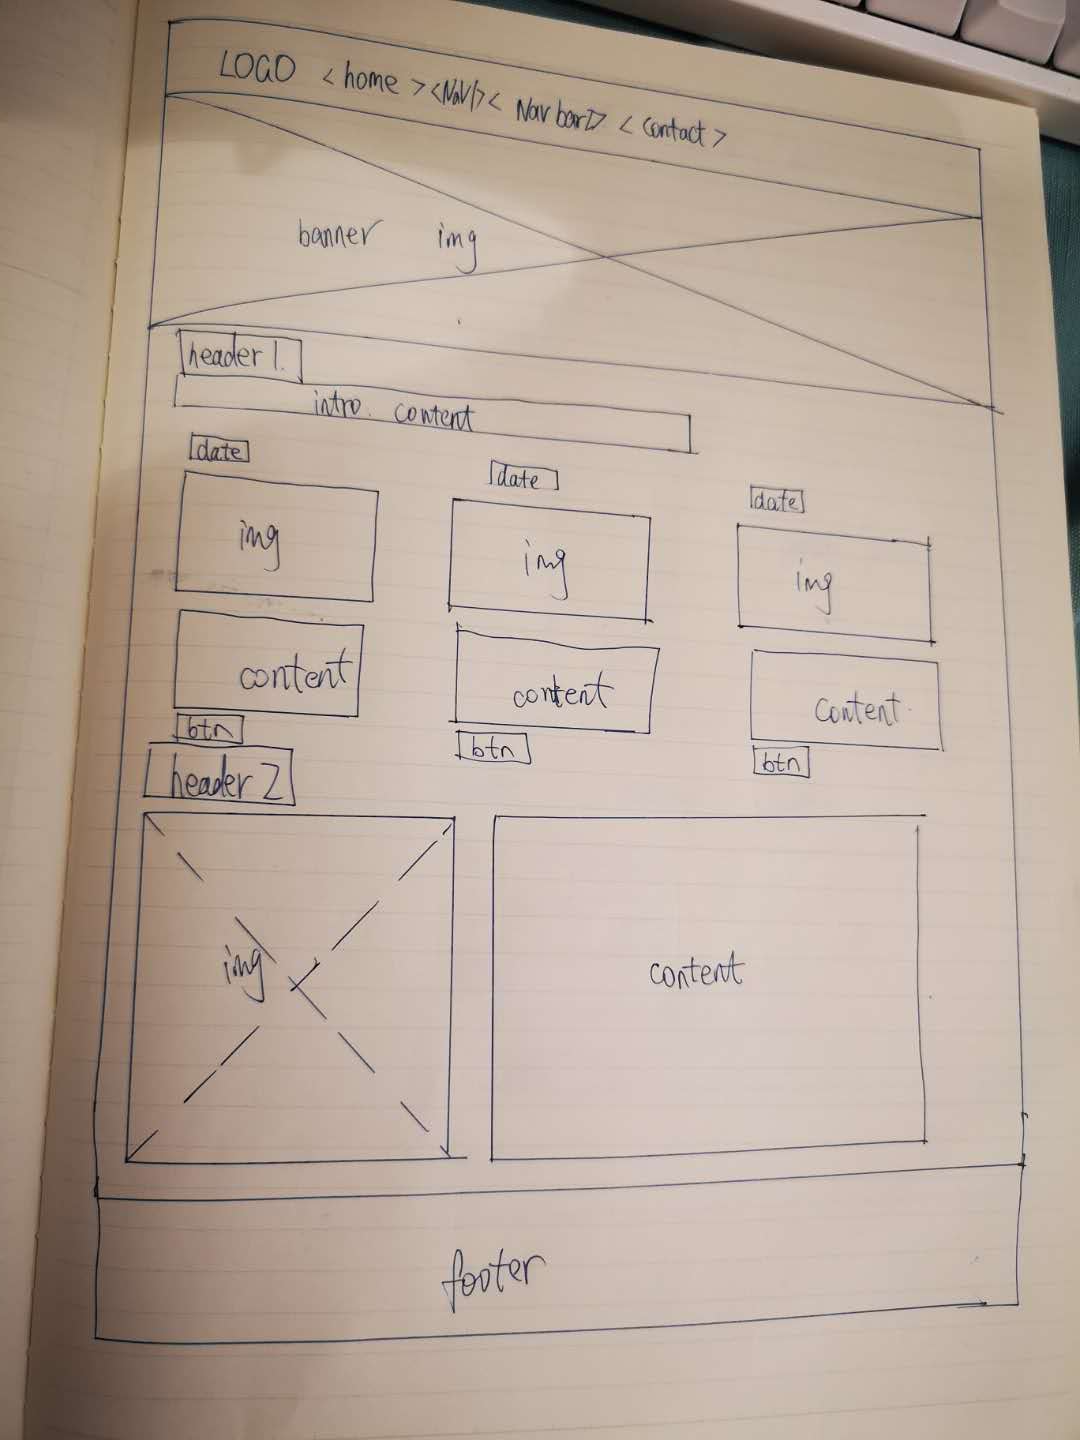 LOGO < home > <NaV|>< Nav bar▷ < contact >
banner img
header 1.
intro. content
date date date
img img img
content content content
btn btn btn
header 2
img content
footer